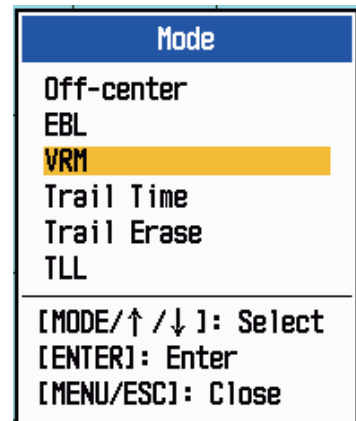 Mode
Off-center
EBL
VRM
Trail Time
Trail Erase
TLL
[MODE/↑/↓]: Select
[ENTER]: Enter
[MENU/ESC]: Close